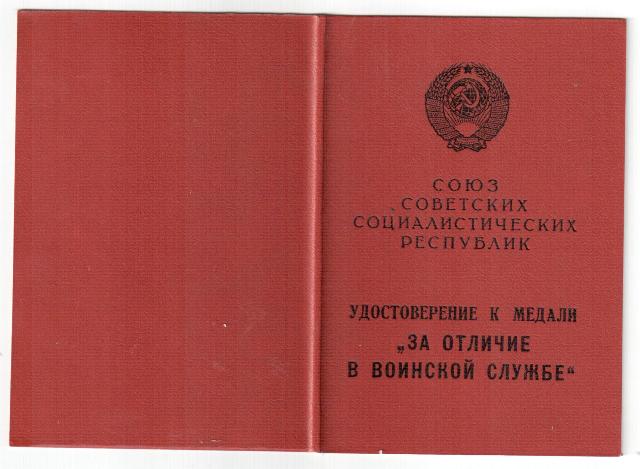 СОЮЗ
СОВЕТСКИХ
СОЦИАЛИСТИЧЕСКИХ
РЕСПУБЛИК
УДОСТОВЕРЕНИЕ К МЕДАЛИ
„ЗА ОТЛИЧИЕ
В ВОИНСКОЙ СЛУЖБЕ“